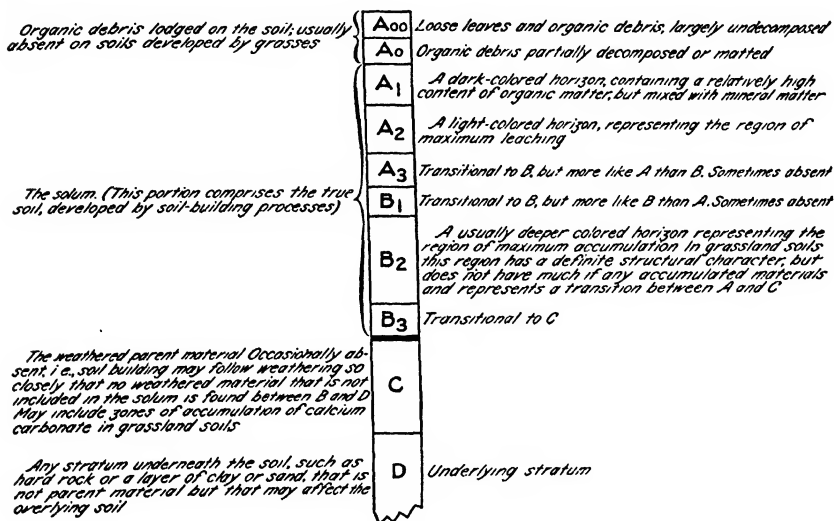 Organic debris lodged on the soil, usually
absent on soils developed by grasses
A00
Loose leaves and organic debris, largely undecomposed
A0
Organic debris partially decomposed or matted
A1
A dark-colored horizon, containing a relatively high
content of organic matter, but mixed with mineral matter
A2
A light-colored horizon, representing the region of
maximum leaching
A3
Transitional to B, but more like A than B. Sometimes absent
The solum. (This portion comprises the true
soil, developed by soil-building processes)
B1
Transitional to B, but more like B than A. Sometimes absent
B2
A usually deeper colored horizon representing the
region of maximum accumulation In grassland soils
this region has a definite structural character, but
does not have much if any accumulated materials
and represents a transition between A and C
B3
Transitional to C
The weathered parent material Occasionally ab-
sent, i.e., soil building may follow weathering so
closely that no weathered material that is not
included in the solum is found between B and D
May include zones of accumulation of calcium
carbonate in grassland soils
C
Any stratum underneath the soil, such as
hard rock or a layer of clay or sand, that is
not parent material but that may affect the
overlying soil
D
Underlying stratum